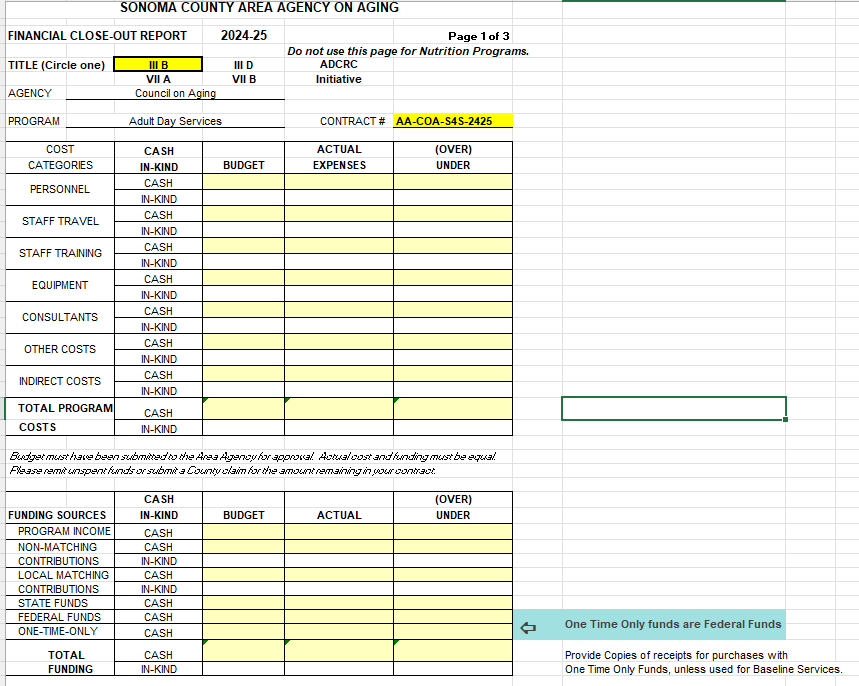 SONOMA COUNTY AREA AGENCY ON AGING
FINANCIAL CLOSE-OUT REPORT 2024-25 Page 1 of 3
Do not use this page for Nutrition Programs.
TITLE (Circle one) III B III D ADCRC
VII A VII B Initiative
AGENCY Council on Aging
PROGRAM Adult Day Services CONTRACT # AA-COA-S4S-2425
COST CASH ACTUAL (OVER)
CATEGORIES IN-KIND BUDGET EXPENSES UNDER
PERSONNEL CASH
IN-KIND
STAFF TRAVEL CASH
IN-KIND
STAFF TRAINING CASH
IN-KIND
EQUIPMENT CASH
IN-KIND
CONSULTANTS CASH
IN-KIND
OTHER COSTS CASH
IN-KIND
INDIRECT COSTS CASH
IN-KIND
TOTAL PROGRAM CASH
COSTS IN-KIND
Budget must have been submitted to the Area Agency for approval. Actual cost and funding must be equal.
Please remit unspent funds or submit a County claim for the amount remaining in your contract.
CASH (OVER)
FUNDING SOURCES IN-KIND BUDGET ACTUAL UNDER
PROGRAM INCOME CASH
NON-MATCHING CASH
CONTRIBUTIONS IN-KIND
LOCAL MATCHING CASH
CONTRIBUTIONS IN-KIND
STATE FUNDS CASH
FEDERAL FUNDS CASH
ONE-TIME-ONLY CASH
One Time Only funds are Federal Funds
TOTAL CASH
FUNDING IN-KIND
Provide Copies of receipts for purchases with
One Time Only Funds, unless used for Baseline Services.